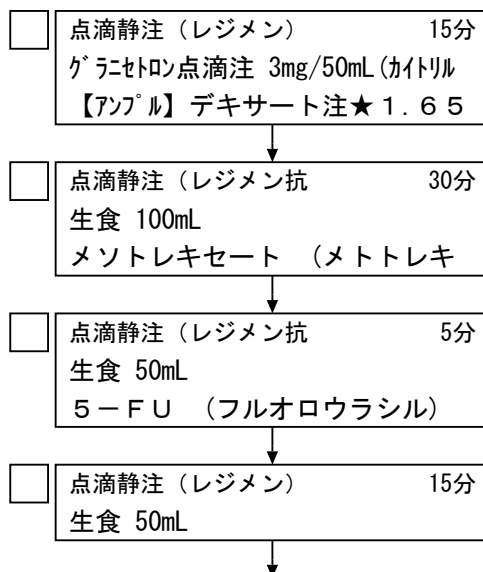 点滴静注（レジメン） 15分
グラニセトロン点滴注 3mg/50mL(カイトリル
【アンプル】デキサート注★１.６５
点滴静注（レジメン抗 30分
生食 100mL
メソトレキセート （メトトレキ
点滴静注（レジメン抗 5分
生食 50mL
５－ＦＵ （フルオロウラシル）
点滴静注（レジメン） 15分
生食 50mL